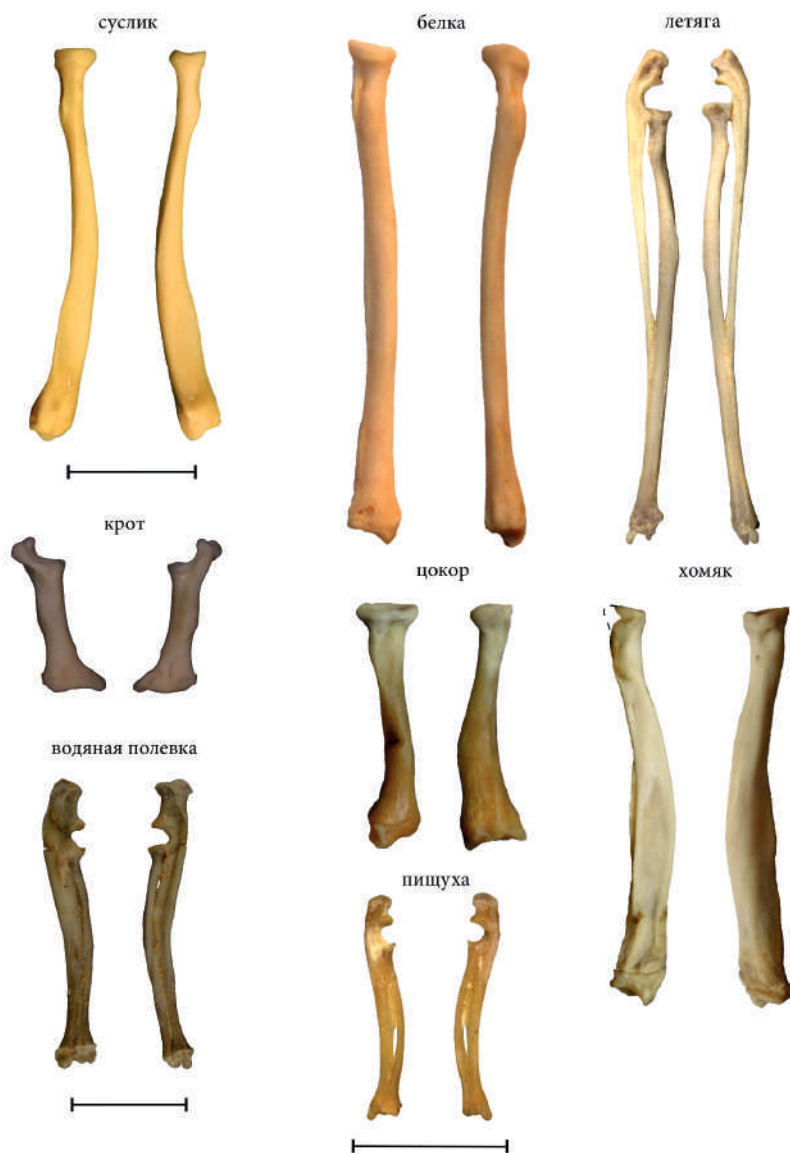 суслик
белка
летяга
крот
цокор
хомяк
водяная полевка
пищуха